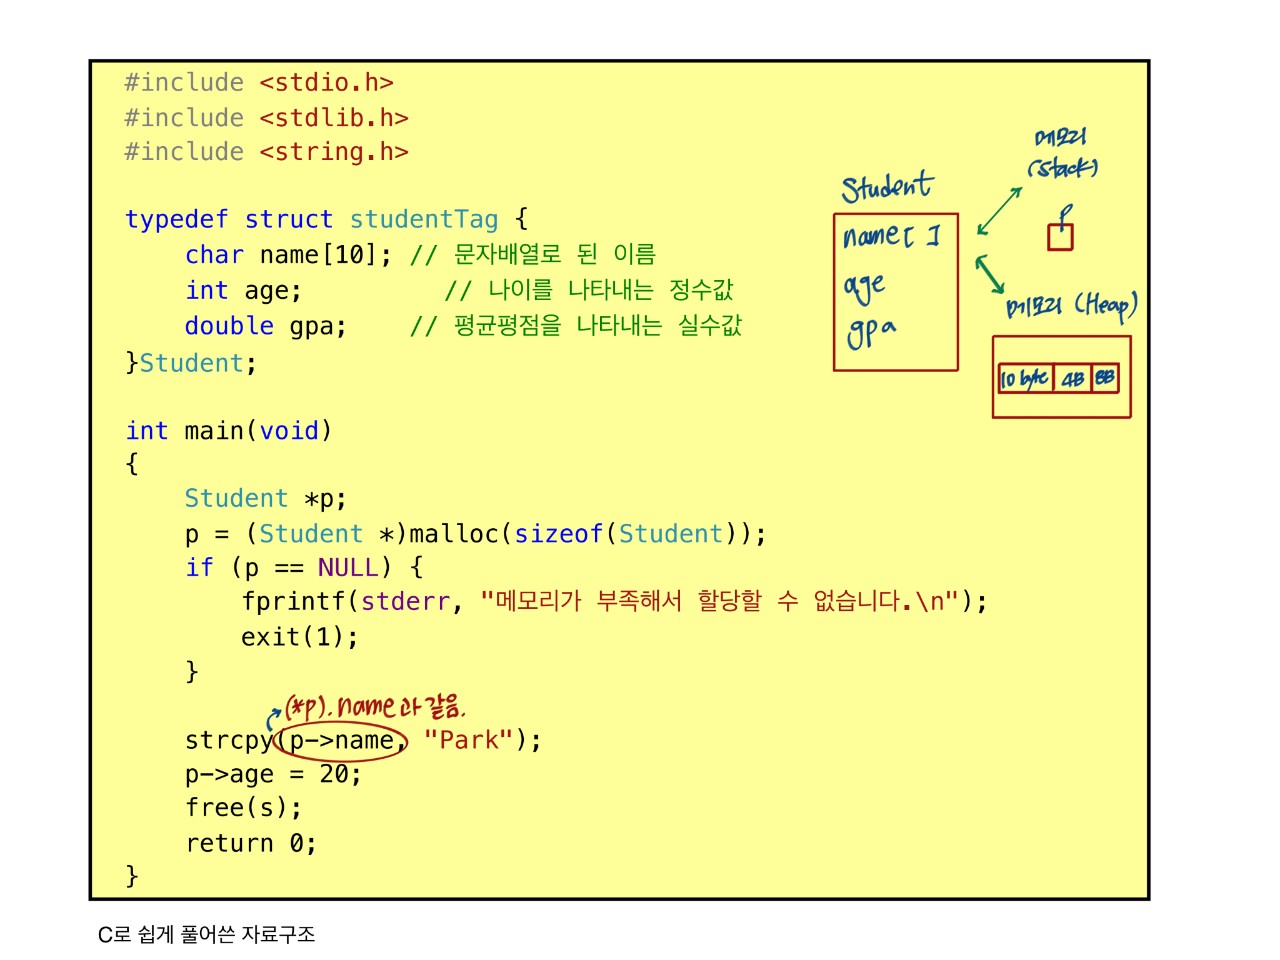 #include <stdio.h>
#include <stdlib.h>
#include <string.h>
typedef struct studentTag {
char name[10]; // 문자배열로 된 이름
int age; // 나이를 나타내는 정수값
double gpa; // 평균평점을 나타내는 실수값
}Student;
Student
name[ ]
age
gpa
메모리
(Stack)
P
메모리 (Heap)
10 byte 4B 8B
int main(void)
{
Student *p;
p = (Student *)malloc(sizeof(Student));
if (p == NULL) {
fprintf(stderr, "메모리가 부족해서 할당할 수 없습니다.\n");
exit(1);
}
(*p).name과 같음.
strcpy(p->name, "Park");
p->age = 20;
free(s);
return 0;
}
C로 쉽게 풀어쓴 자료구조